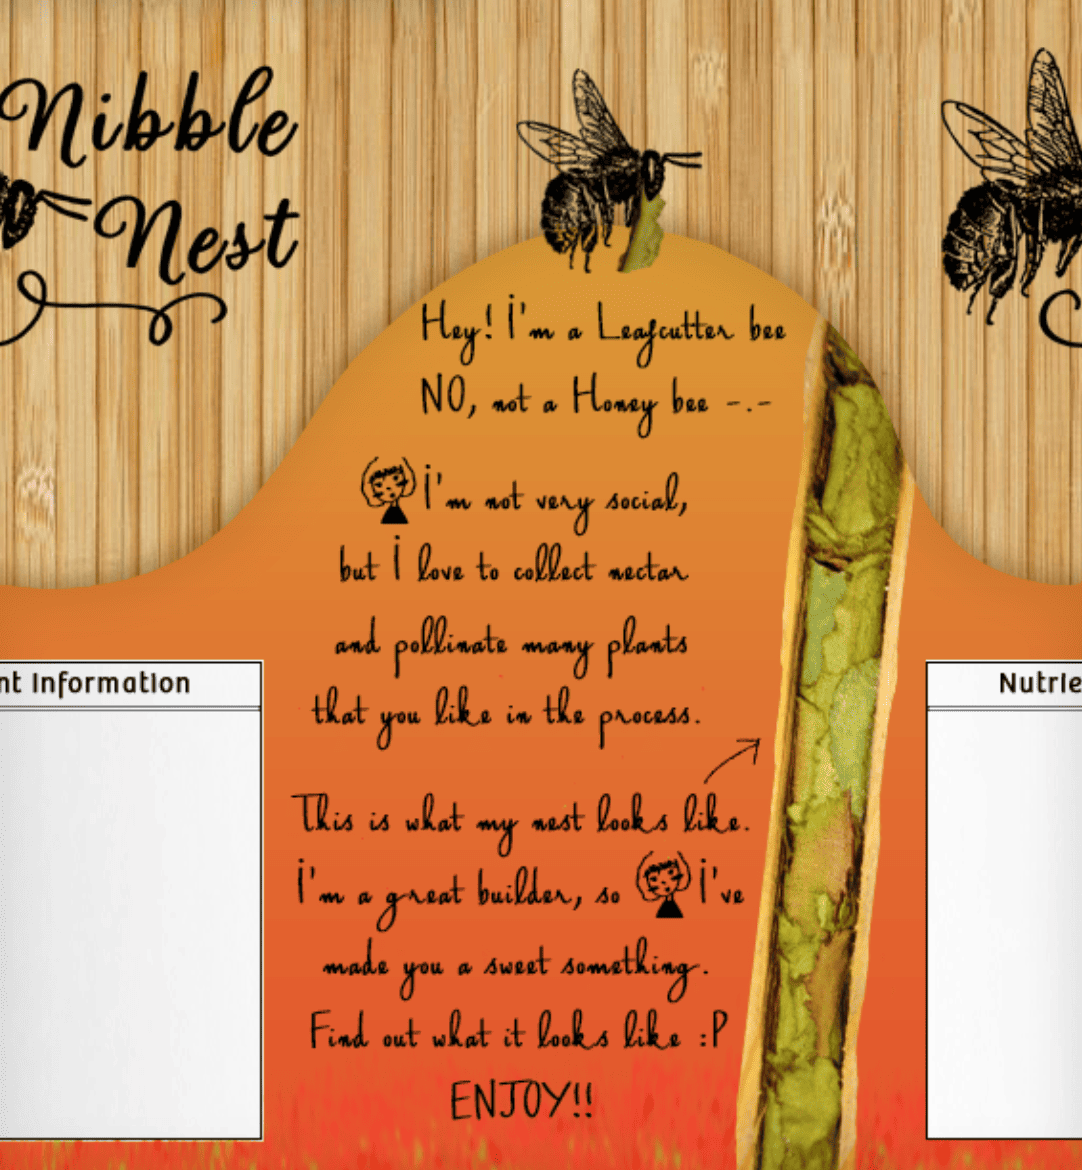 Nibble
Nest
Hey! I'm a Leafcutter bee
NO, not a Honey bee -.-
I'm not very social,
but I love to collect nectar
and pollinate many plants
that you like in the process.
This is what my nest looks like.
I'm a great builder, so I've
made you a sweet something.
Find out what it looks like :P
ENJOY!!
nt Information
Nutrie